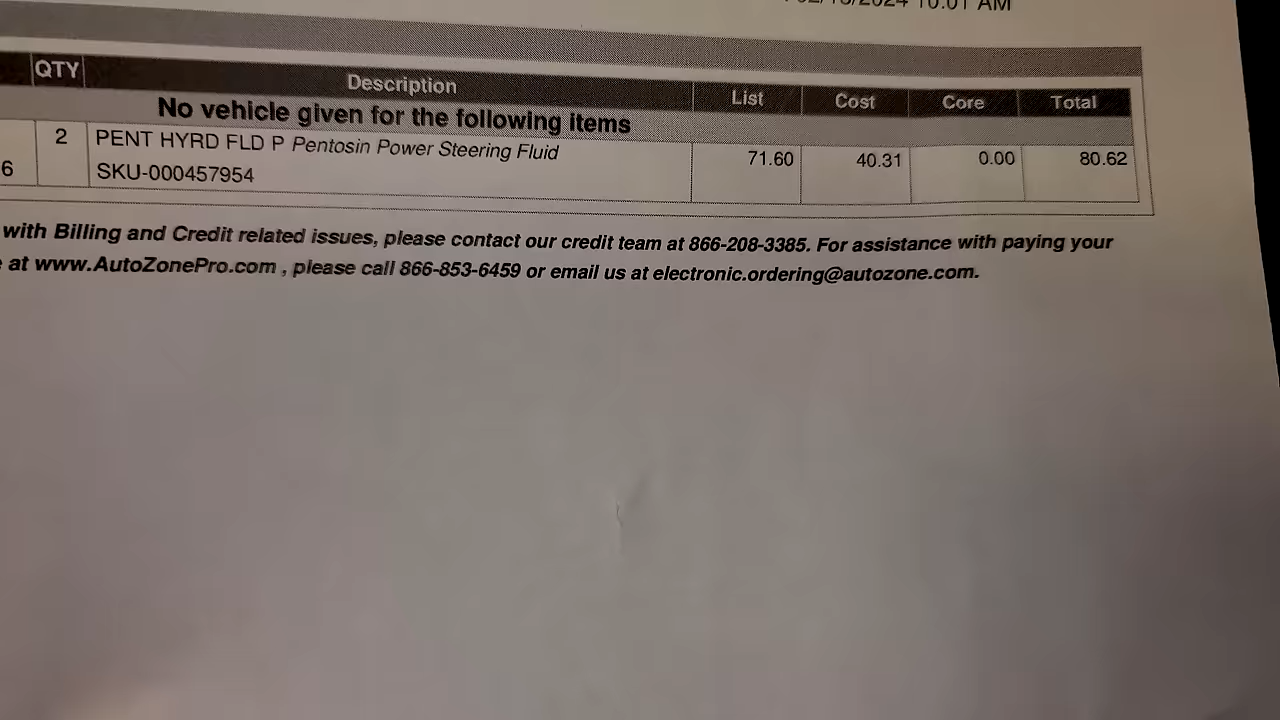 10:01 AM
QTY Description List Cost Core Total
No vehicle given for the following items
2 PENT HYRD FLD P Pentosin Power Steering Fluid 71.60 40.31 0.00 80.62
6 SKU-000457954
with Billing and Credit related issues, please contact our credit team at 866-208-3385. For assistance with paying your
at www.AutoZonePro.com , please call 866-853-6459 or email us at electronic.ordering@autozone.com.